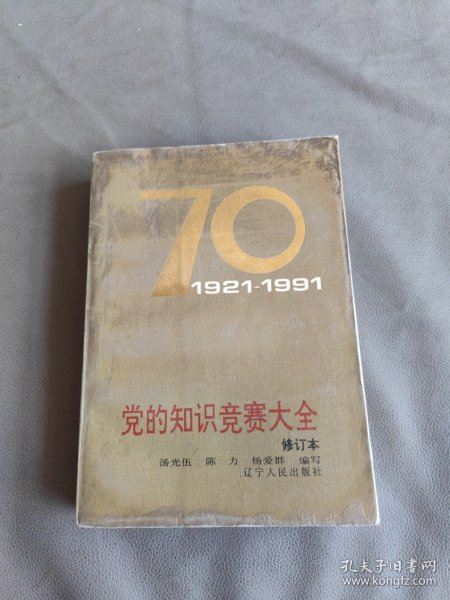 70
1921-1991
党的知识竞赛大全
修订本
汤光伍 陈力 杨爱群 编写
辽宁人民出版社
孔夫子旧书网
www.kongfz.com